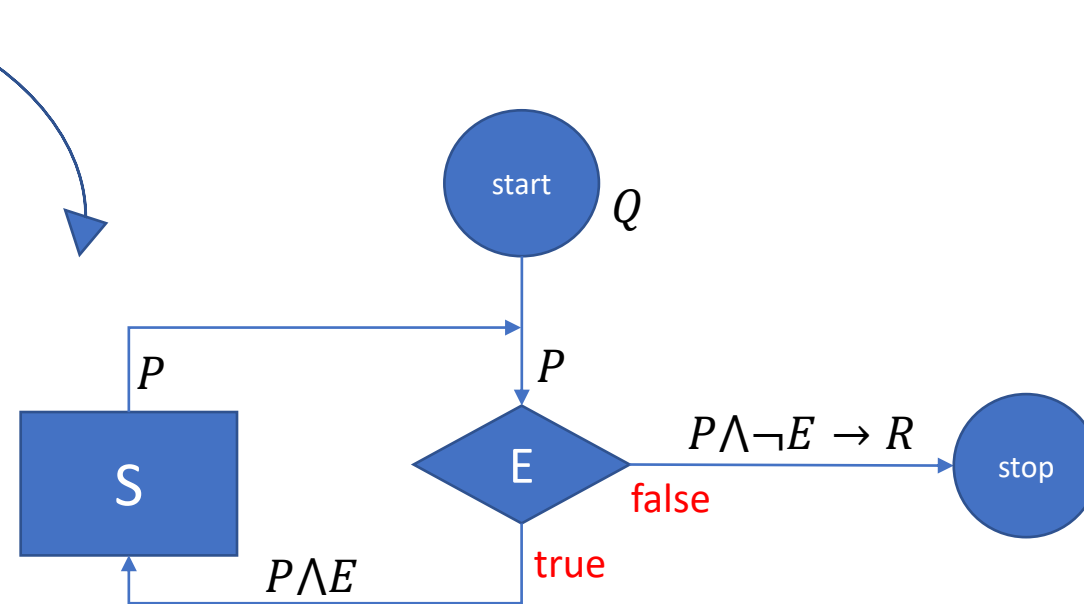 start
Q
P
P
P⋀¬E → R
S
E
stop
false
true
P⋀E